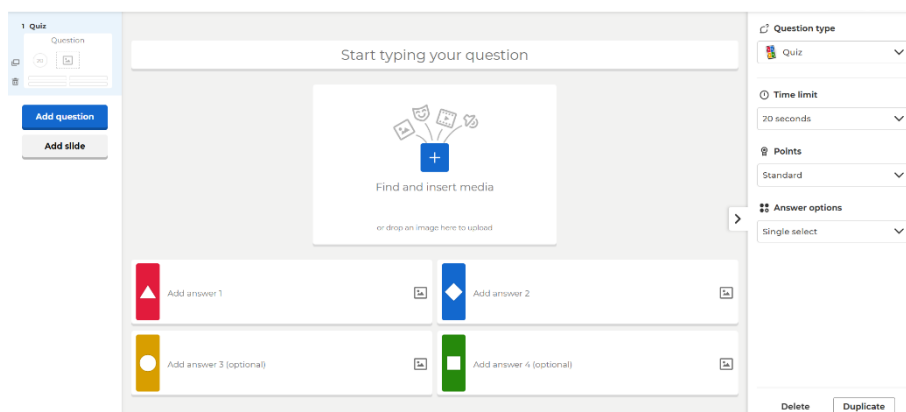 1 Quiz
Question
Add question
Add slide
Start typing your question
Find and insert media
or drop an image here to upload
Add answer 1
Add answer 2
Add answer 3 (optional)
Add answer 4 (optional)
Question type
Quiz
Time limit
20 seconds
Points
Standard
Answer options
Single select
Delete
Duplicate